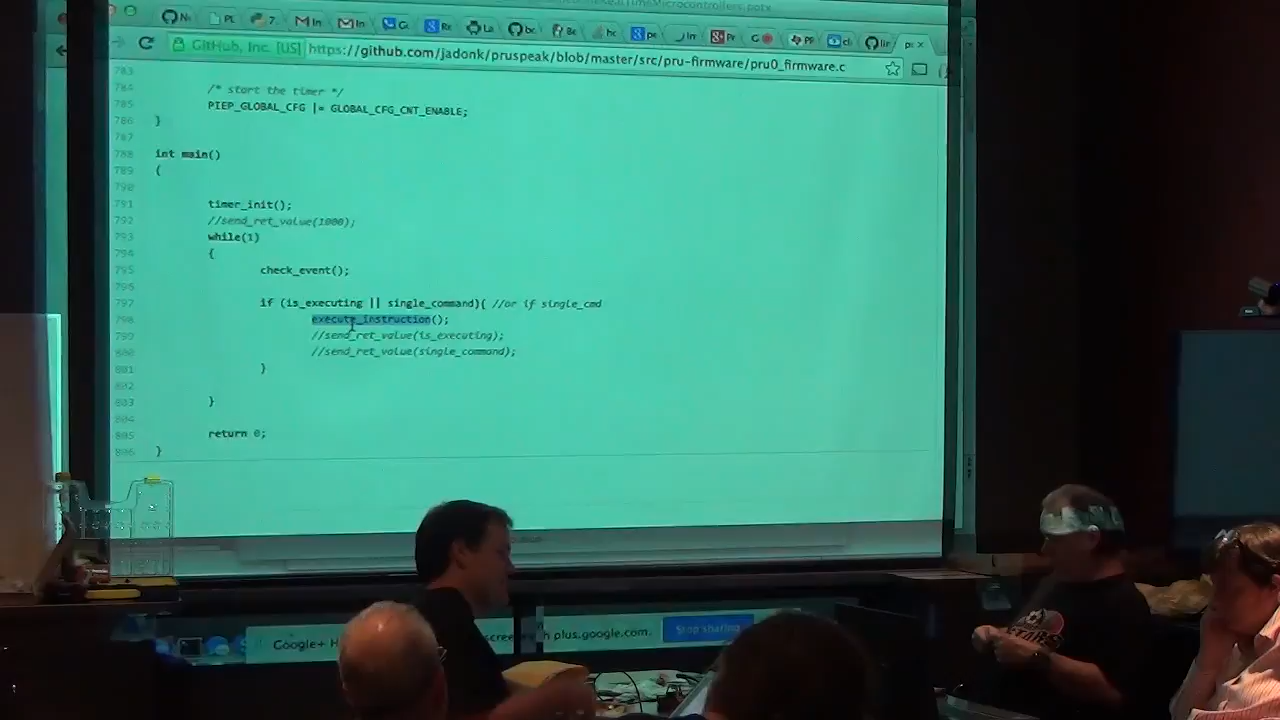 RealTimeMicrocontrollers.potx
GitHub, Inc. [US] https://github.com/jadonk/pruspeak/blob/master/src/pru-firmware/pru0_firmware.c
783
784 /* start the timer */
785 PIEP_GLOBAL_CFG |= GLOBAL_CFG_CNT_ENABLE;
786 }
787
788 int main()
789 {
790
791 timer_init();
792 //send_ret_value(1000);
793 while(1)
794 {
795 check_event();
796
797 if (is_executing || single_command){ //or if single_cmd
798 execute_instruction();
799 //send_ret_value(is_executing);
800 //send_ret_value(single_command);
801 }
802
803 }
804
805 return 0;
806 }
Google+ H plus.google.com. Stop sharing